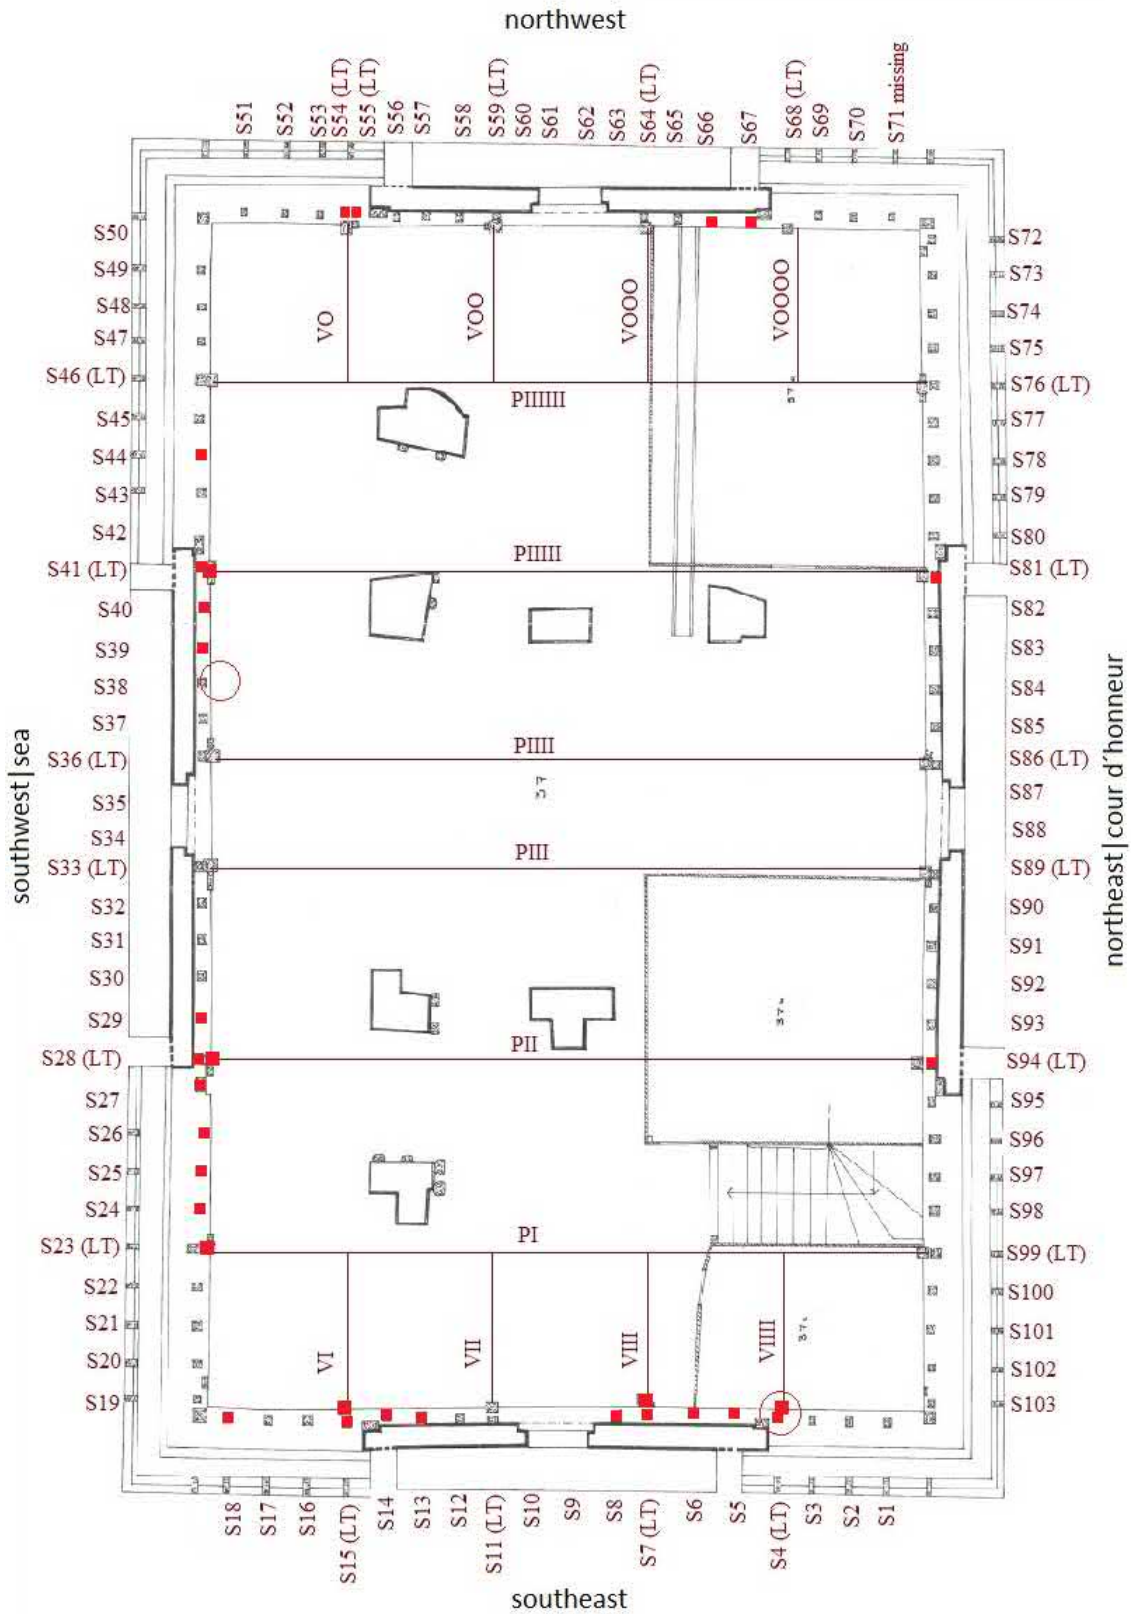 northwest
S51
S52
S53
S54 (LT)
S55 (LT)
S56
S57
S58
S59 (LT)
S60
S61
S62
S63
S64 (LT)
S65
S66
S67
S68 (LT)
S69
S70
S71 missing
S50
S49
S48
S47
S46 (LT)
S45
S44
S43
S42
S41 (LT)
S40
S39
S38
S37
S36 (LT)
S35
S34
S33 (LT)
S32
S31
S30
S29
S28 (LT)
S27
S26
S25
S24
S23 (LT)
S22
S21
S20
S19
southwest|sea
VO
VOO
VOOO
VOOOO
PIIIIII
PIIIII
PIIII
37
PIII
PII
PI
VI
VII
VIII
VIIII
S72
S73
S74
S75
S76 (LT)
S77
S78
S79
S80
S81 (LT)
S82
S83
S84
S85
S86 (LT)
S87
S88
S89 (LT)
S90
S91
S92
S93
S94 (LT)
S95
S96
S97
S98
S99 (LT)
S100
S101
S102
S103
northeast|cour d´honneur
S18
S17
S16
S15 (LT)
S14
S13
S12
S11 (LT)
S10
S9
S8
S7 (LT)
S6
S5
S4 (LT)
S3
S2
S1
southeast